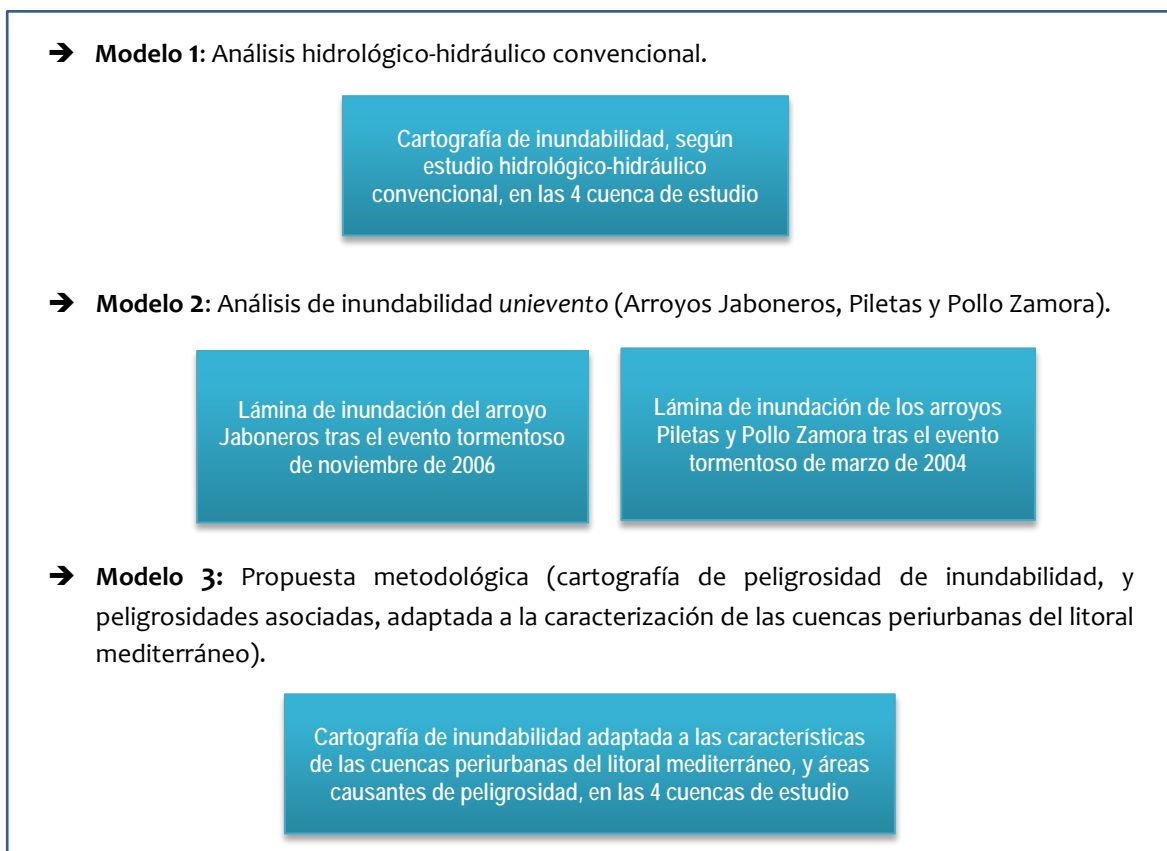 ➔ Modelo 1: Análisis hidrológico-hidráulico convencional.
Cartografía de inundabilidad, según
estudio hidrológico-hidráulico
convencional, en las 4 cuenca de estudio
➔ Modelo 2: Análisis de inundabilidad unievento (Arroyos Jaboneros, Piletas y Pollo Zamora).
Lámina de inundación del arroyo
Jaboneros tras el evento tormentoso
de noviembre de 2006
Lámina de inundación de los arroyos
Piletas y Pollo Zamora tras el evento
tormentoso de marzo de 2004
➔ Modelo 3: Propuesta metodológica (cartografía de peligrosidad de inundabilidad, y
peligrosidades asociadas, adaptada a la caracterización de las cuencas periurbanas del litoral
mediterráneo).
Cartografía de inundabilidad adaptada a las características
de las cuencas periurbanas del litoral mediterráneo, y áreas
causantes de peligrosidad, en las 4 cuencas de estudio